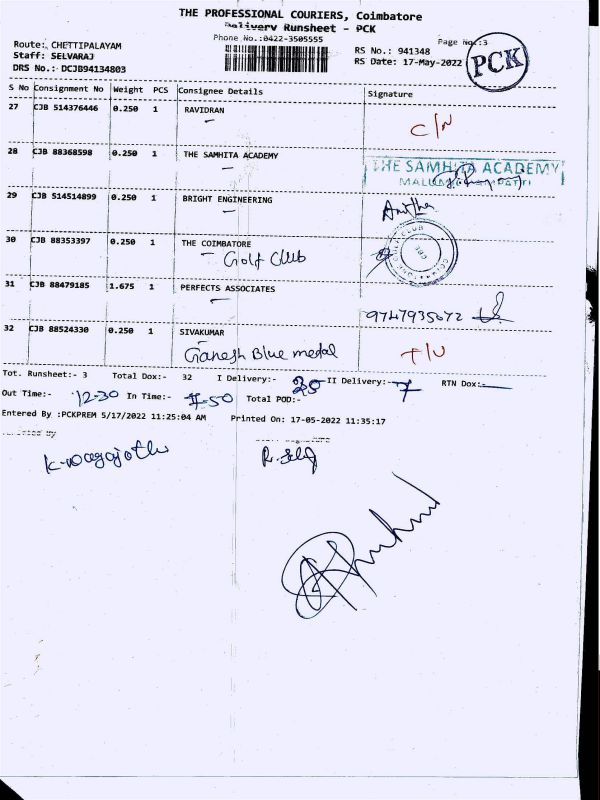 THE PROFESSIONAL COURIERS, Coimbatore
Delivery Runsheet - PCK
Phone No.:0422-3505555
Page No.:3
Route: CHETTIPALAYAM
Staff: SELVARAJ
DRS No.: DCJB94134803
RS No.: 941348
RS Date: 17-May-2022
PCK
S No Consignment No Weight PCS Consignee Details Signature
27 CJB 514376446 0.250 1 RAVIDRAN C/N
28 CJB 88368598 0.250 1 THE SAMHITA ACADEMY THE SAMHITA ACADEMY
29 CJB 514514899 0.250 1 BRIGHT ENGINEERING Anitha
30 CJB 88353397 0.250 1 THE COIMBATORE
Golf Club
31 CJB 88479185 1.675 1 PERFECTS ASSOCIATES
9747935672
32 CJB 88524330 0.250 1 SIVAKUMAR
Ganesh Blue medal T/U
Tot. Runsheet:- 3 Total Dox:- 32 I Delivery:- II Delivery:- 7 RTN Dox:-
Out Time:- 12-30 In Time:- Total POD:-
Entered By :PCKPREM 5/17/2022 11:25:04 AM Printed On: 17-05-2022 11:35:17